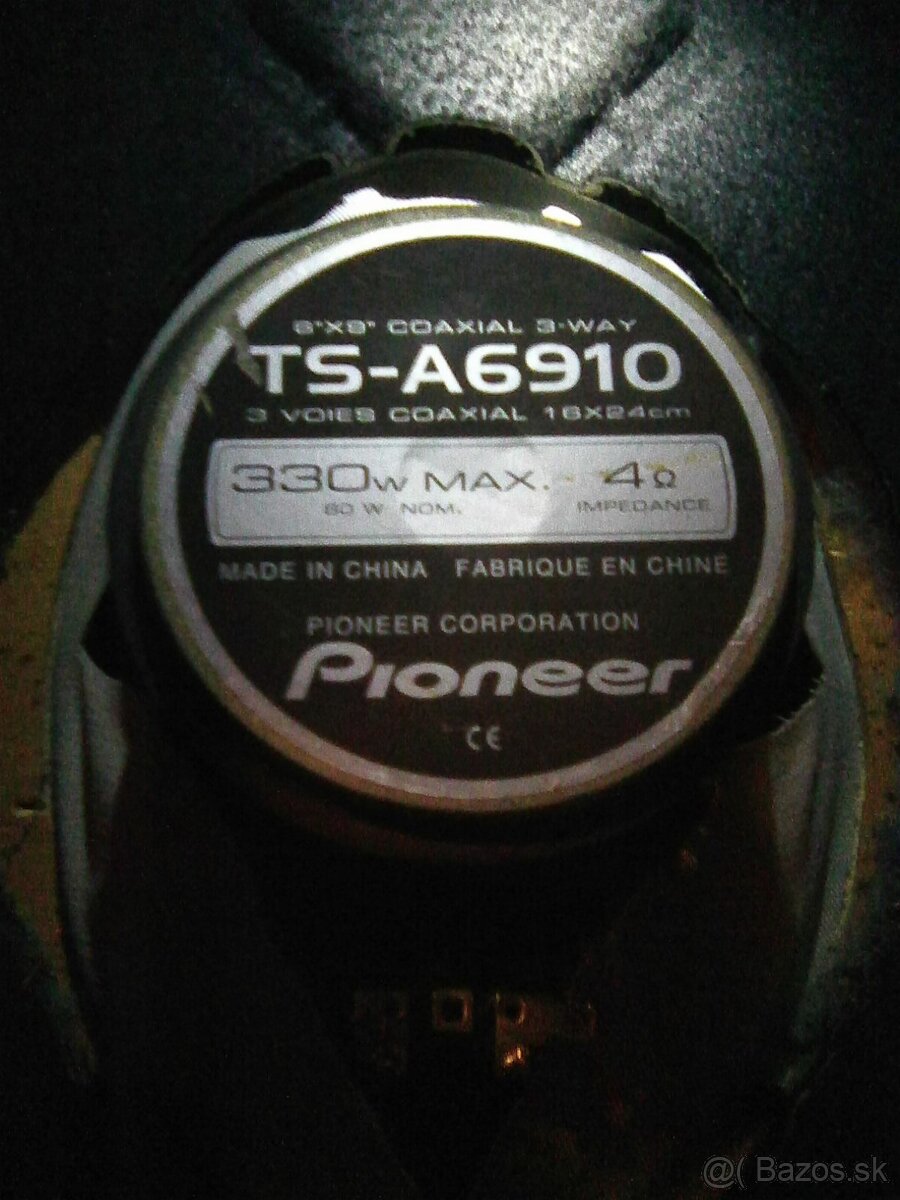 6"X9" COAXIAL 3-WAY
TS-A6910
3 VOIES COAXIAL 16X24cm
330W MAX. 4Ω
60 W NOM. IMPEDANCE
MADE IN CHINA FABRIQUE EN CHINE
PIONEER CORPORATION
Pioneer
CE
@( Bazos.sk